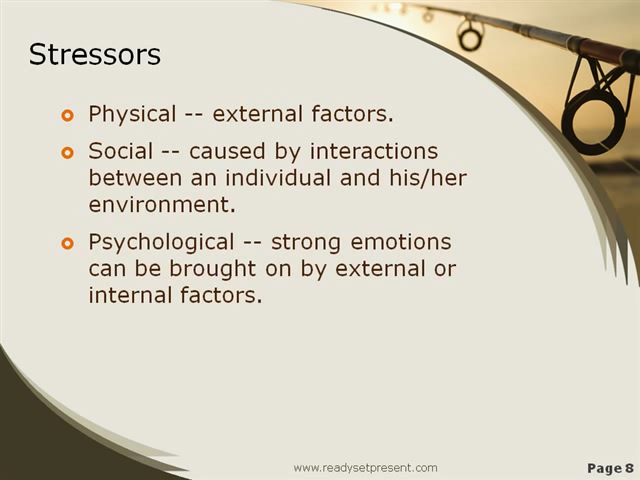 Stressors
Physical -- external factors.
Social -- caused by interactions
between an individual and his/her
environment.
Psychological -- strong emotions
can be brought on by external or
internal factors.
www.readysetpresent.com
Page 8